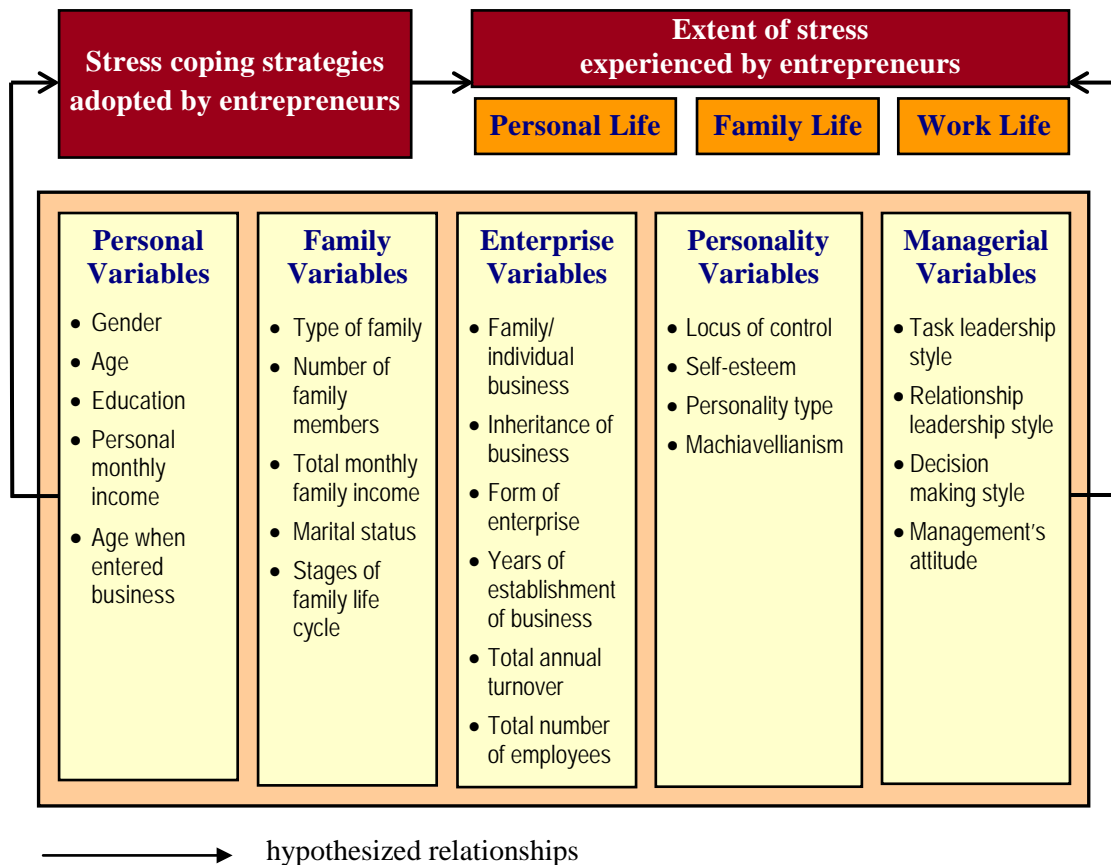 Stress coping strategies
adopted by entrepreneurs
Extent of stress
experienced by entrepreneurs
Personal Life
Family Life
Work Life
Personal
Variables
• Gender
• Age
• Education
• Personal
monthly
income
• Age when
entered
business
Family
Variables
• Type of family
• Number of
family
members
• Total monthly
family income
• Marital status
• Stages of
family life
cycle
Enterprise
Variables
• Family/
individual
business
• Inheritance of
business
• Form of
enterprise
• Years of
establishment
of business
• Total annual
turnover
• Total number
of employees
Personality
Variables
• Locus of control
• Self-esteem
• Personality type
• Machiavellianism
Managerial
Variables
• Task leadership
style
• Relationship
leadership style
• Decision
making style
• Management's
attitude
hypothesized relationships